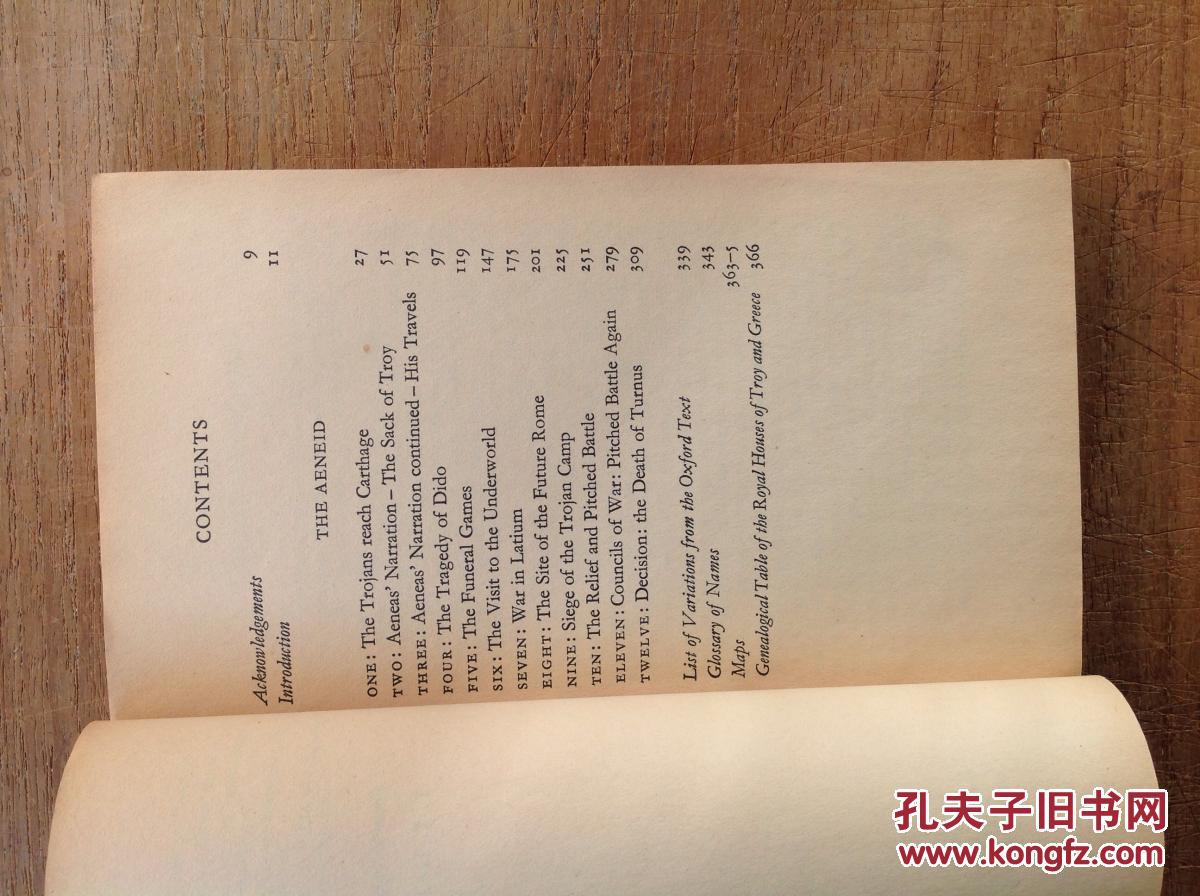 CONTENTS
Acknowledgements 9
Introduction 11
THE AENEID
ONE: The Trojans reach Carthage 27
TWO: Aeneas' Narration – The Sack of Troy 51
THREE: Aeneas' Narration continued – His Travels 75
FOUR: The Tragedy of Dido 97
FIVE: The Funeral Games 119
SIX: The Visit to the Underworld 147
SEVEN: War in Latium 175
EIGHT: The Site of the Future Rome 201
NINE: Siege of the Trojan Camp 225
TEN: The Relief and Pitched Battle 251
ELEVEN: Councils of War: Pitched Battle Again 279
TWELVE: Decision: the Death of Turnus 309
List of Variations from the Oxford Text 339
Glossary of Names 343
Maps 363–5
Genealogical Table of the Royal Houses of Troy and Greece 366
孔夫子旧书网
www.kongfz.com